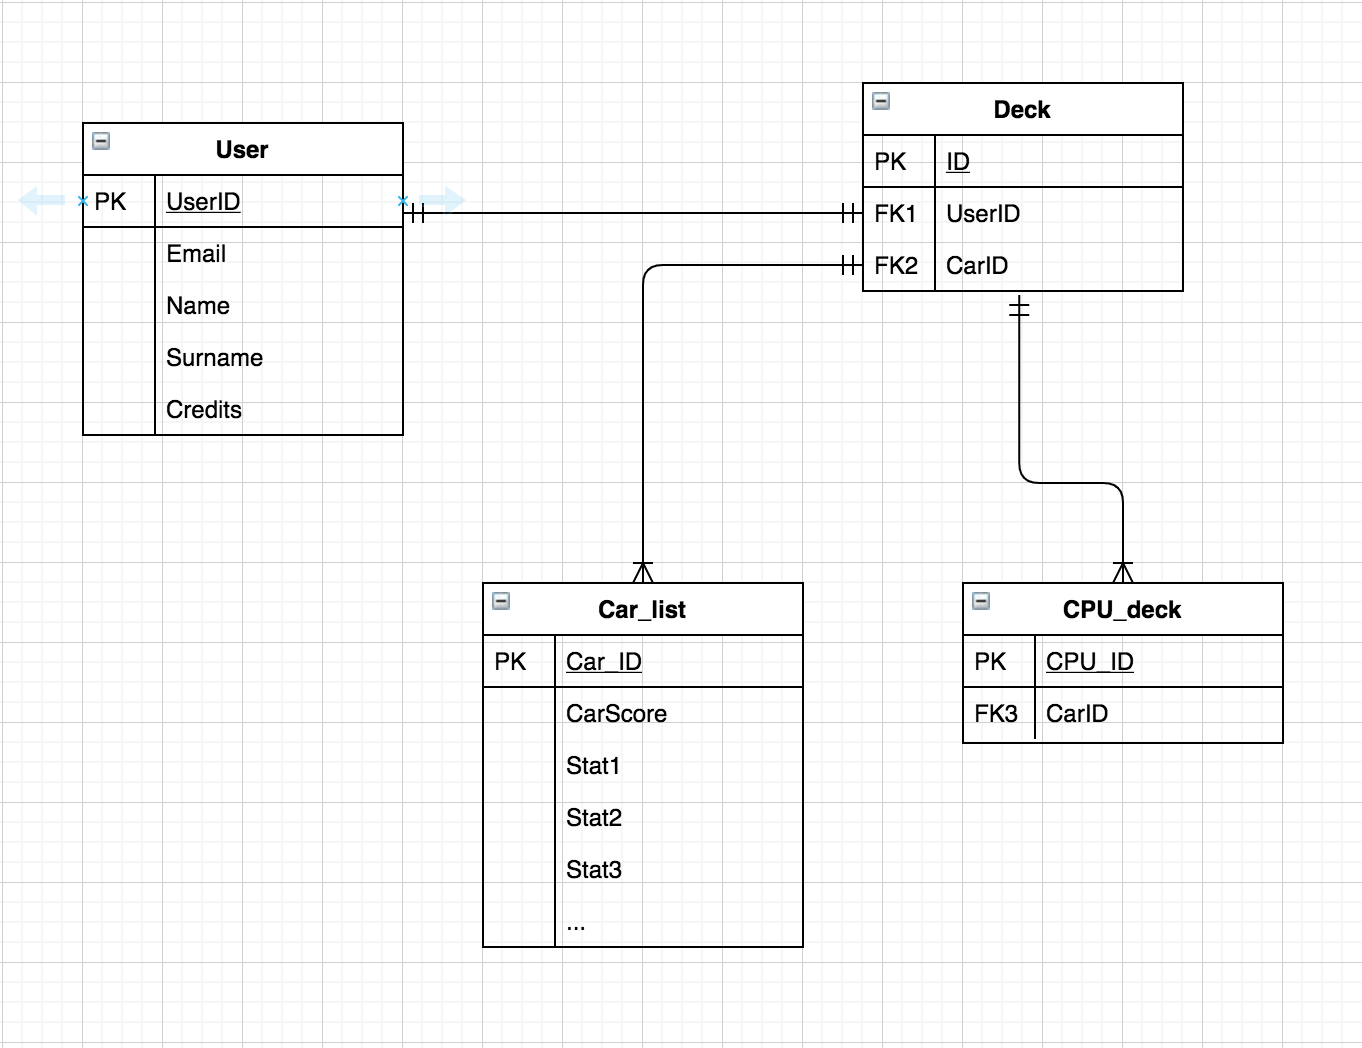 User
PK UserID
Email
Name
Surname
Credits
Deck
PK ID
FK1 UserID
FK2 CarID
Car_list
PK Car_ID
CarScore
Stat1
Stat2
Stat3
...
CPU_deck
PK CPU_ID
FK3 CarID